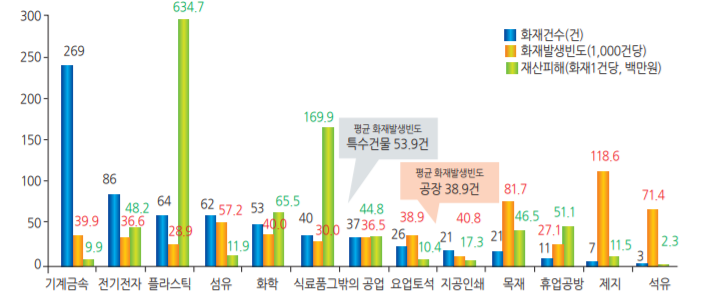 화재건수(건)
화재발생빈도(1,000건당)
재산피해(화재1건당, 백만원)
평균 화재발생빈도
특수건물 53.9건
평균 화재발생빈도
공장 38.9건
300
250
200
150
100
50
0
269 39.9 9.9
86 36.6 48.2
64 28.9 634.7
62 57.2 11.9
53 40.0 65.5
40 30.0 169.9
37 36.5 44.8
26 38.9 10.4
21 40.8 17.3
21 81.7 46.5
11 27.1 51.1
7 118.6 11.5
3 71.4 2.3
기계금속 전기전자 플라스틱 섬유 화학 식료품 그밖의 공업 요업토석 지공인쇄 목재 휴업공방 제지 석유